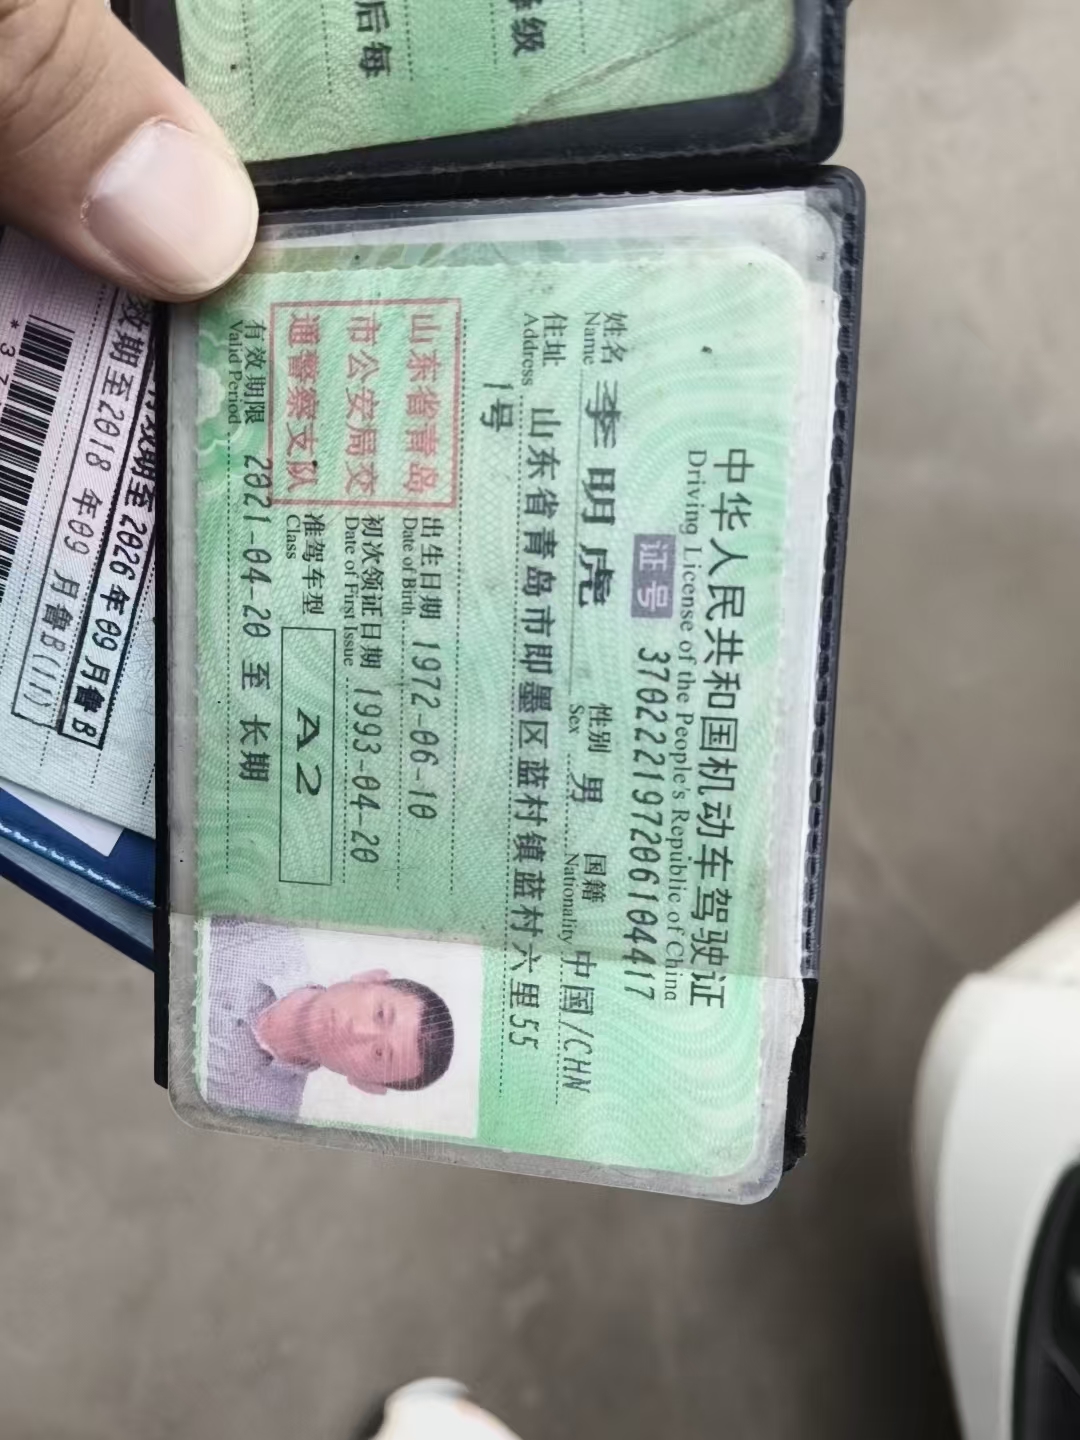 中华人民共和国机动车驾驶证
Driving License of the People's Republic of China
证号 370222197206104417
姓名 李明虎 性别 男 国籍 中国/CHN
Name Sex Nationality
住址 山东省青岛市即墨区蓝村镇蓝村六里55
Address
1号
出生日期 1972-06-10
Date of Birth
初次领证日期 1993-04-20
Date of First Issue
准驾车型 A2
Class
有效期限 2021-04-20 至 长期
Valid Period
山东省青岛
市公安局交
通警察支队
后每
等级
效期至2026年09月鲁B
效期至2018年09月鲁B(11)
*37